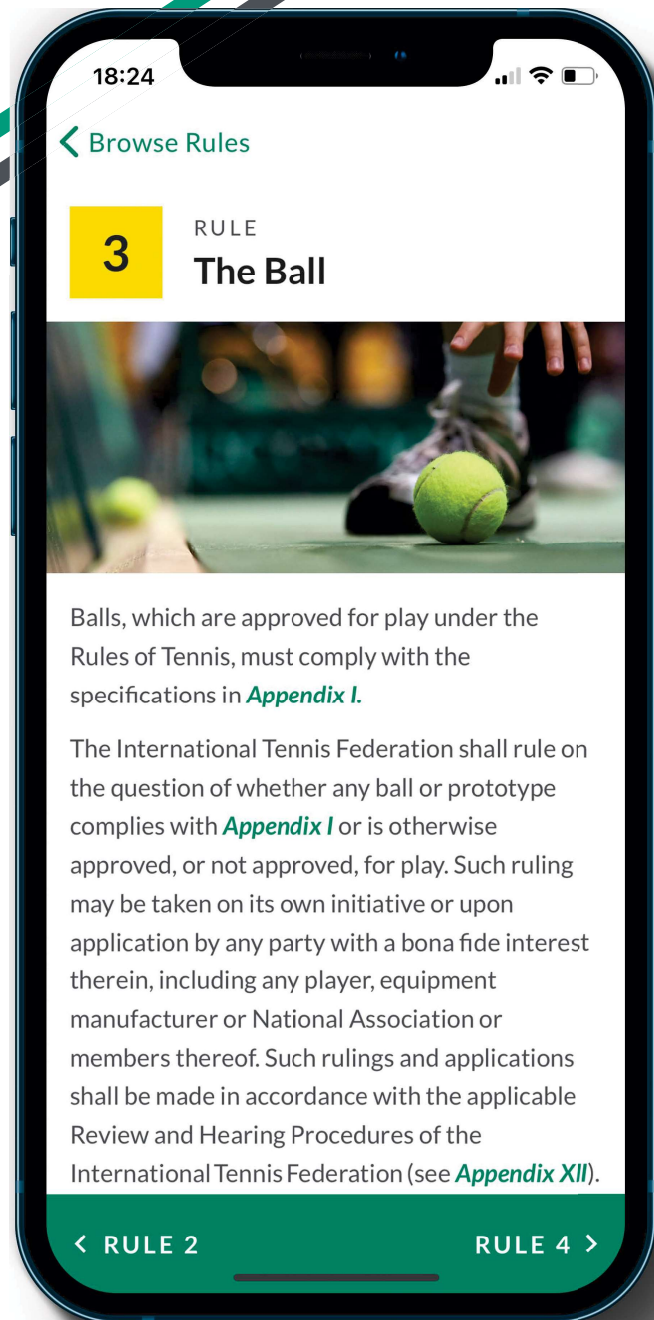 18:24
Browse Rules
3
RULE
The Ball
Balls, which are approved for play under the
Rules of Tennis, must comply with the
specifications in Appendix I.
The International Tennis Federation shall rule on
the question of whether any ball or prototype
complies with Appendix I or is otherwise
approved, or not approved, for play. Such ruling
may be taken on its own initiative or upon
application by any party with a bona fide interest
therein, including any player, equipment
manufacturer or National Association or
members thereof. Such rulings and applications
shall be made in accordance with the applicable
Review and Hearing Procedures of the
International Tennis Federation (see Appendix XII).
< RULE 2
RULE 4 >